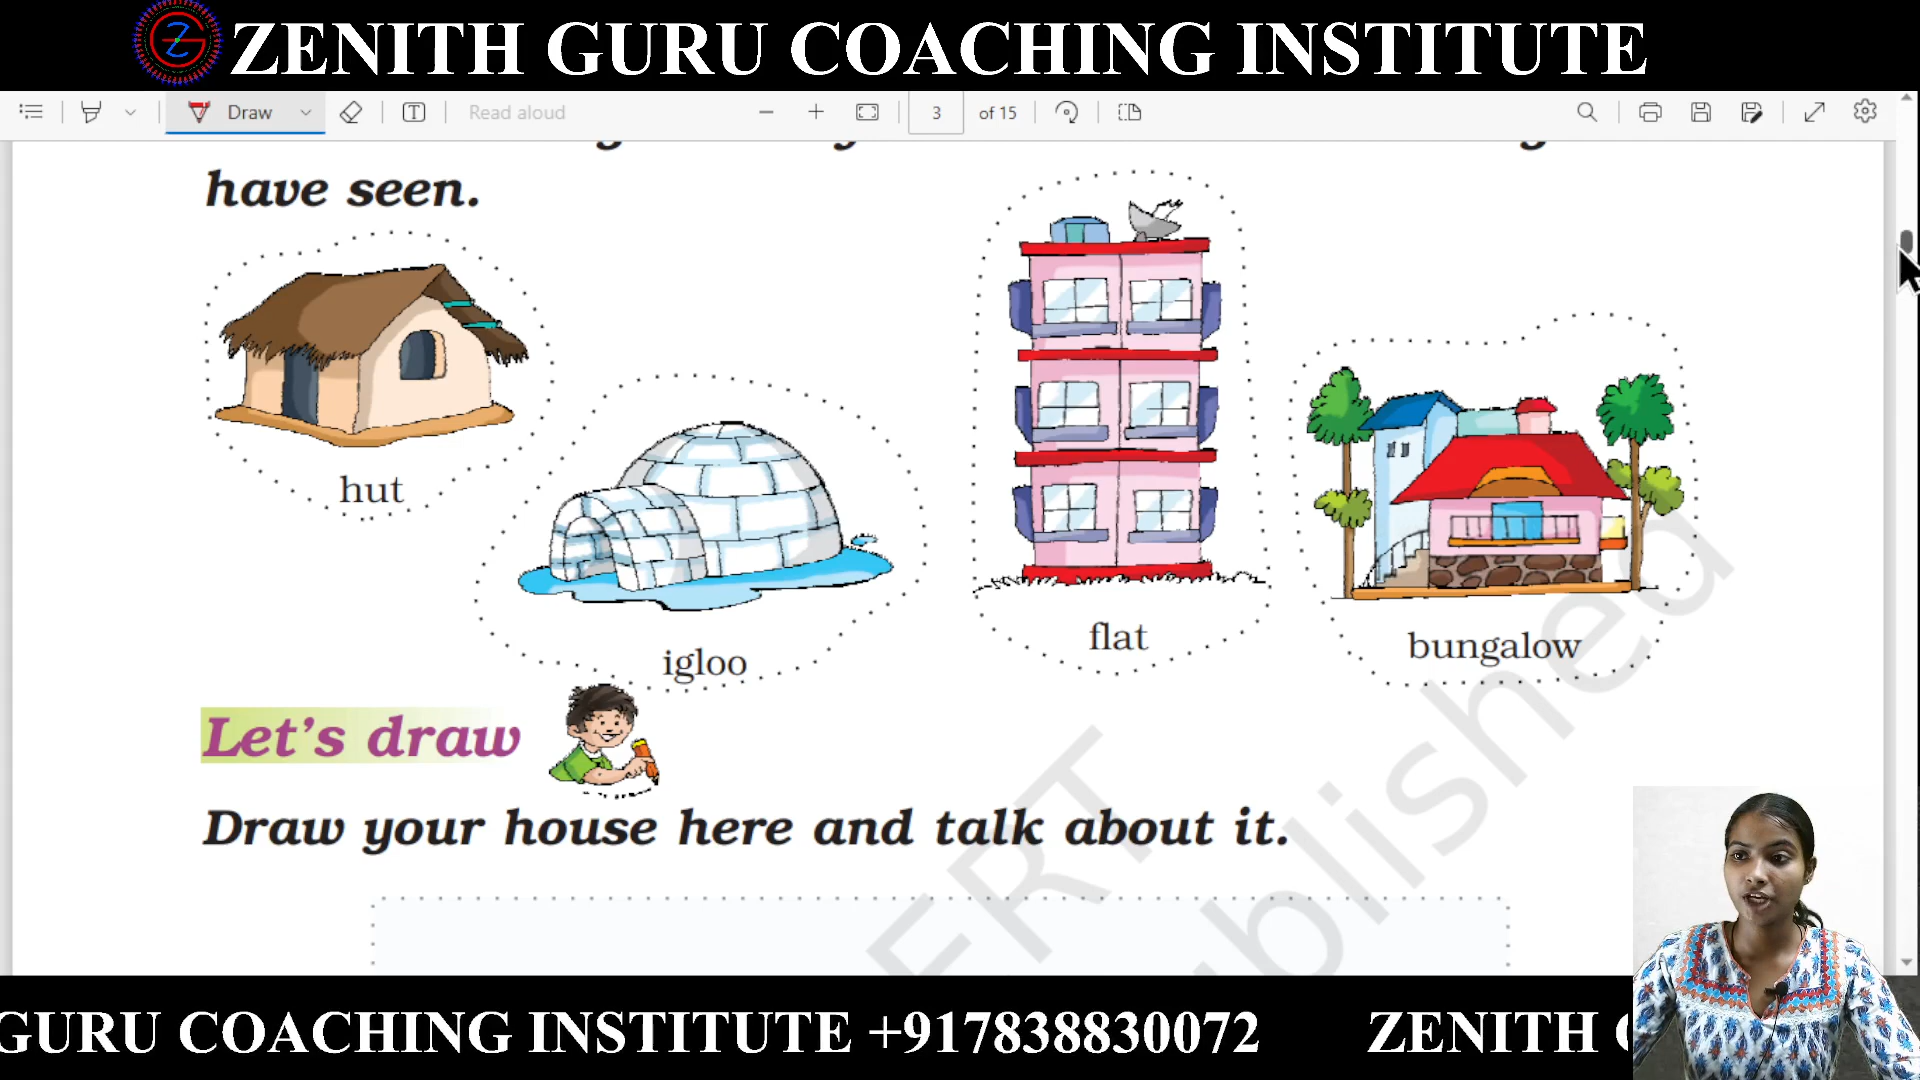 ZENITH GURU COACHING INSTITUTE
Draw
Read aloud
3 of 15
have seen.
hut
igloo
flat
bungalow
Let's draw
Draw your house here and talk about it.
GURU COACHING INSTITUTE +917838830072 ZENITH